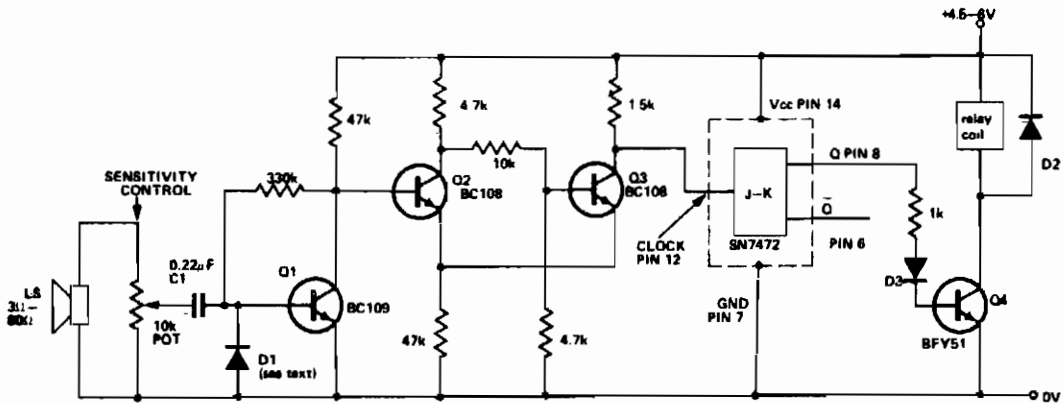 +4.5–6V
4.7k
1.5k
47k
Vcc PIN 14
relay
coil
D2
10k
Q PIN 8
SENSITIVITY
CONTROL
330k
Q2
BC108
Q3
BC108
J–K
1k
Q̅
SN7472
PIN 6
CLOCK
PIN 12
0.22μF
C1
Q1
BC109
D3
Q4
BFY51
LS
3Ω –
80Ω
10k
POT
GND
PIN 7
47k
4.7k
D1
(see text)
0V